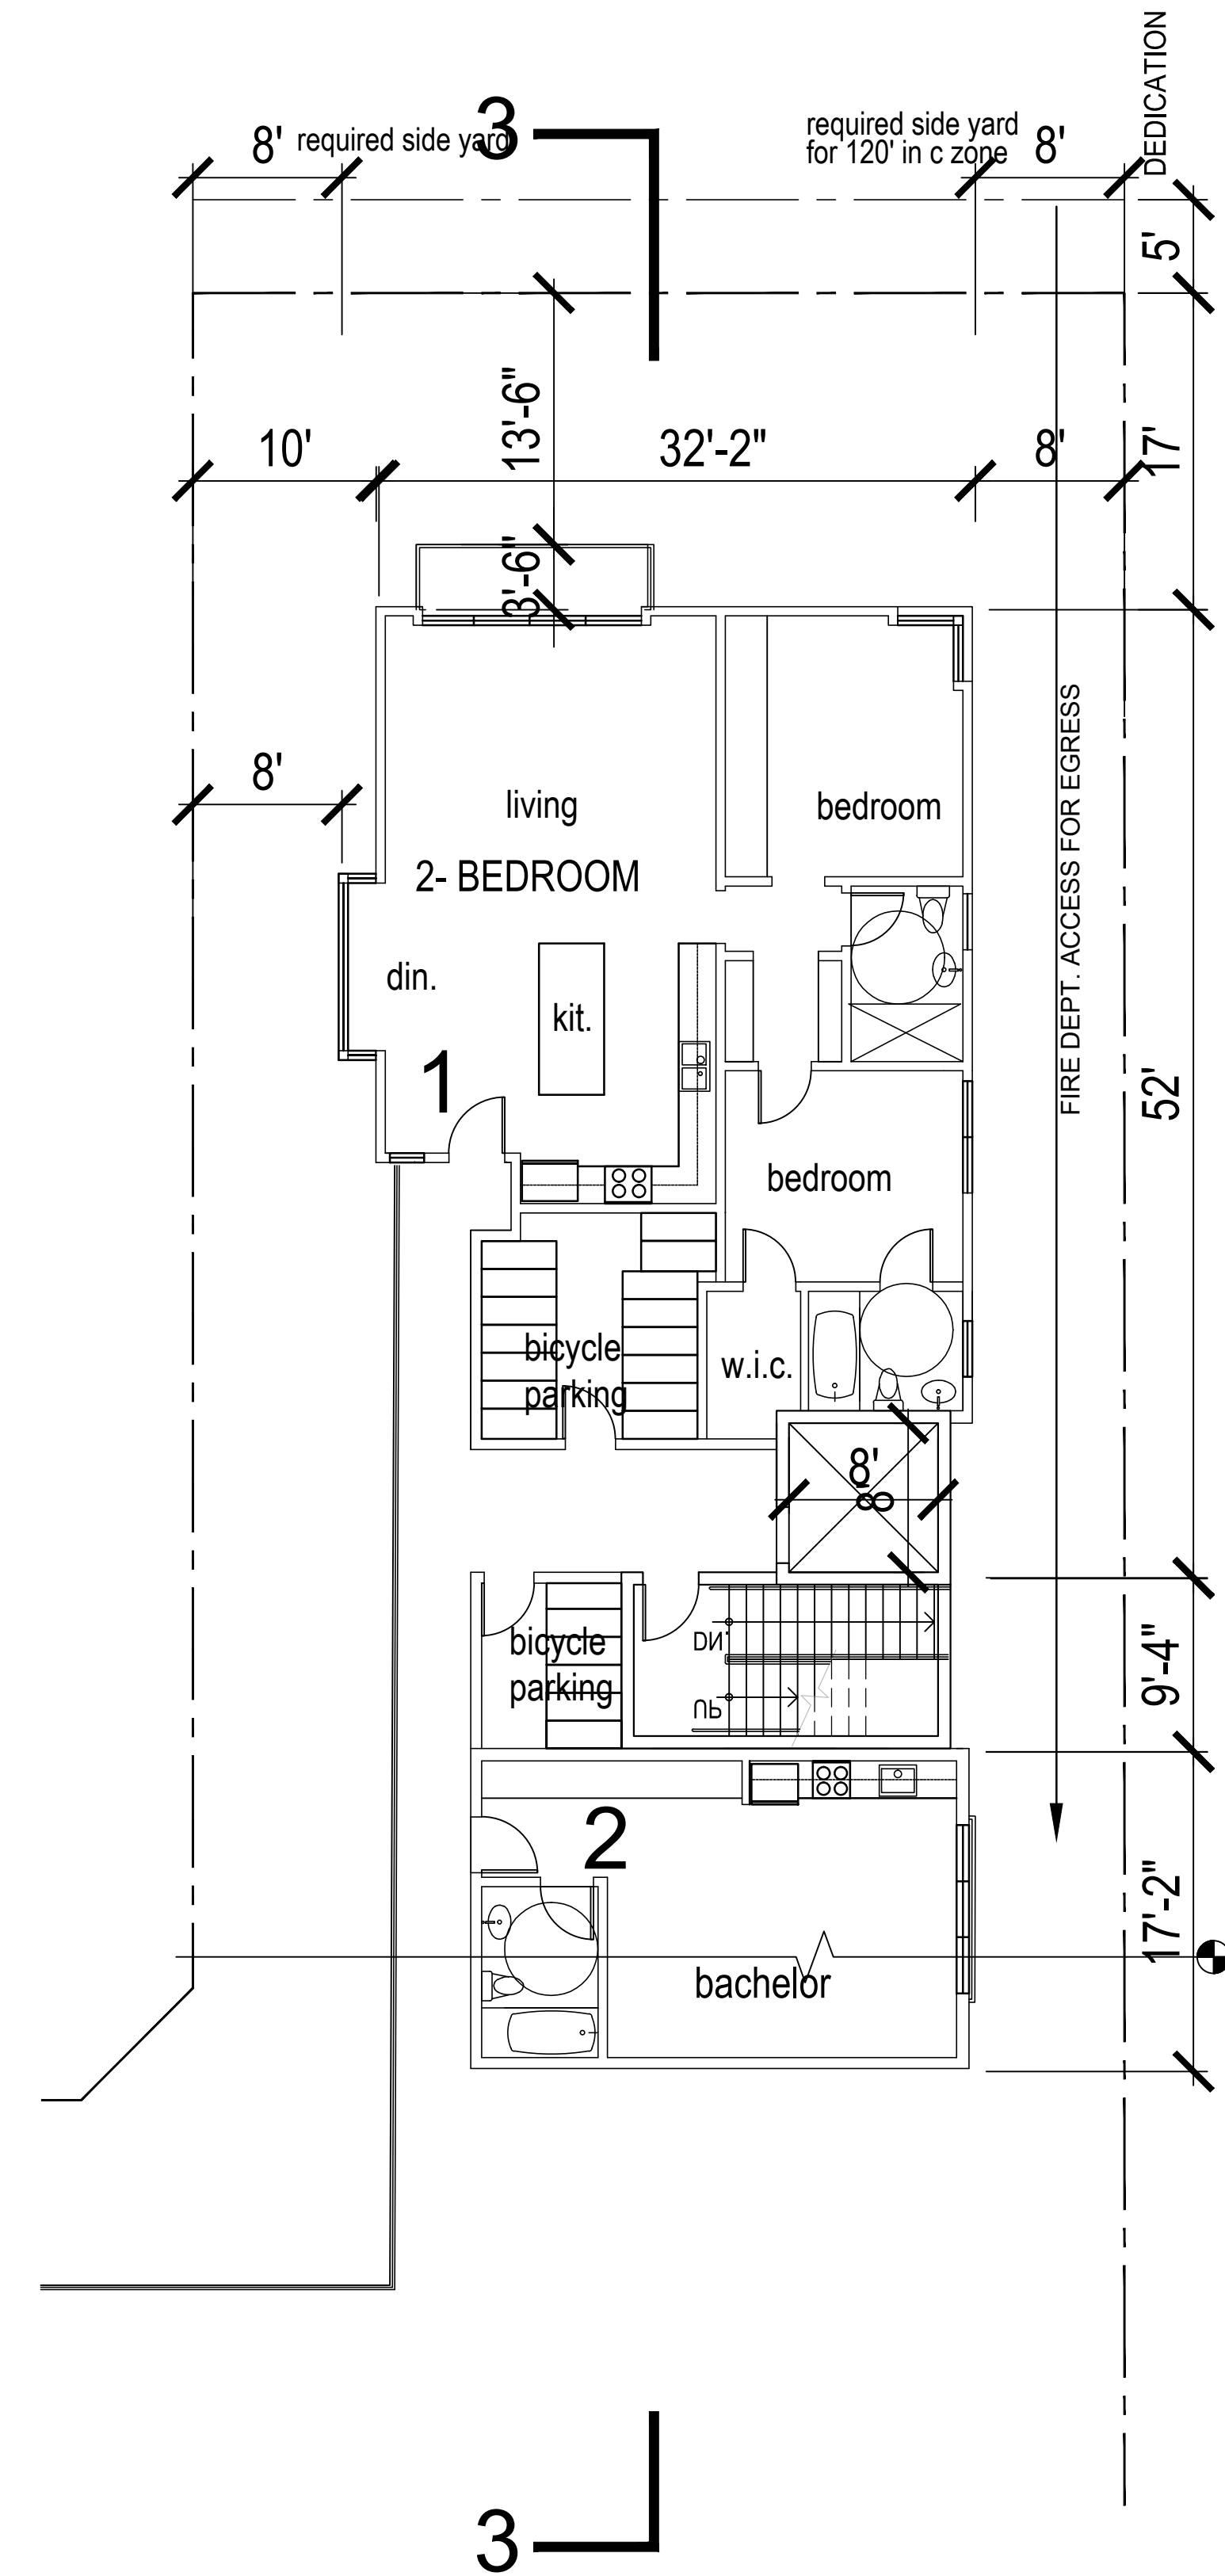 DEDICATION
3
8'
required side yard
required side yard
for 120' in c zone
8'
5'
13'-6"
10'
32'-2"
8'
17'
3'-6"
8'
living
bedroom
2- BEDROOM
FIRE DEPT. ACCESS FOR EGRESS
din.
kit.
1
52'
bedroom
bicycle
parking
w.i.c.
8'
8'
bicycle
parking
DN.
UP
9'-4"
2
17'-2"
bachelor
3